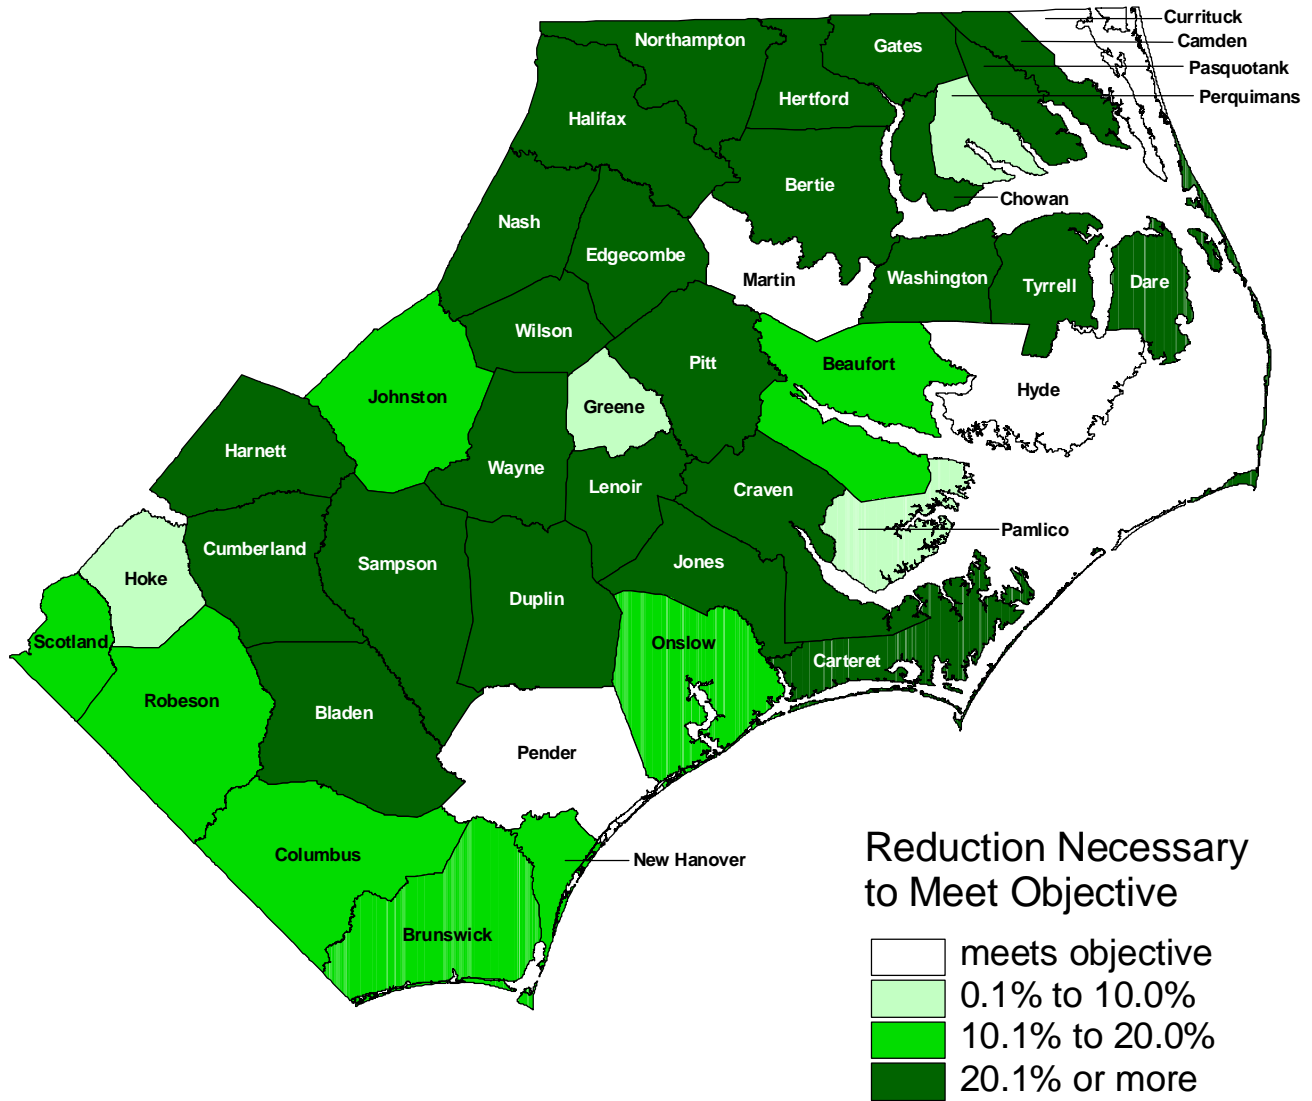 Currituck
Northampton
Camden
Gates
Pasquotank
Perquimans
Hertford
Halifax
Bertie
Chowan
Nash
Edgecombe
Martin
Washington
Tyrrell
Dare
Wilson
Pitt
Beaufort
Hyde
Johnston
Greene
Harnett
Wayne
Lenoir
Craven
Pamlico
Cumberland
Sampson
Jones
Hoke
Duplin
Scotland
Onslow
Carteret
Robeson
Bladen
Pender
Columbus
New Hanover
Brunswick
Reduction Necessary
to Meet Objective
meets objective
0.1% to 10.0%
10.1% to 20.0%
20.1% or more